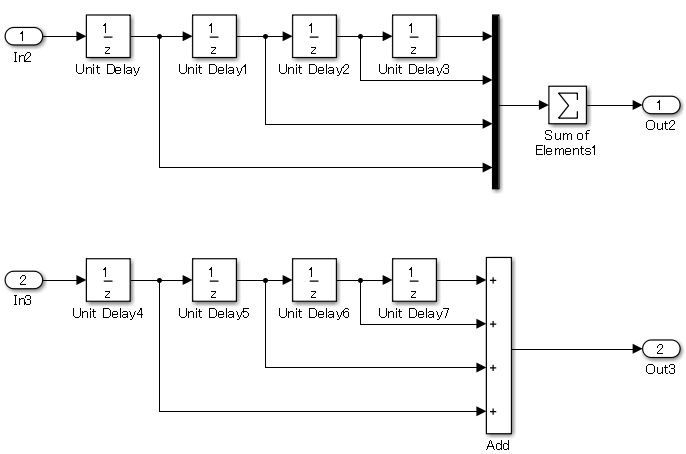 1
In2
1
z
Unit Delay
1
z
Unit Delay1
1
z
Unit Delay2
1
z
Unit Delay3
Σ
Sum of
Elements1
1
Out2
2
In3
1
z
Unit Delay4
1
z
Unit Delay5
1
z
Unit Delay6
1
z
Unit Delay7
+
+
+
+
Add
2
Out3